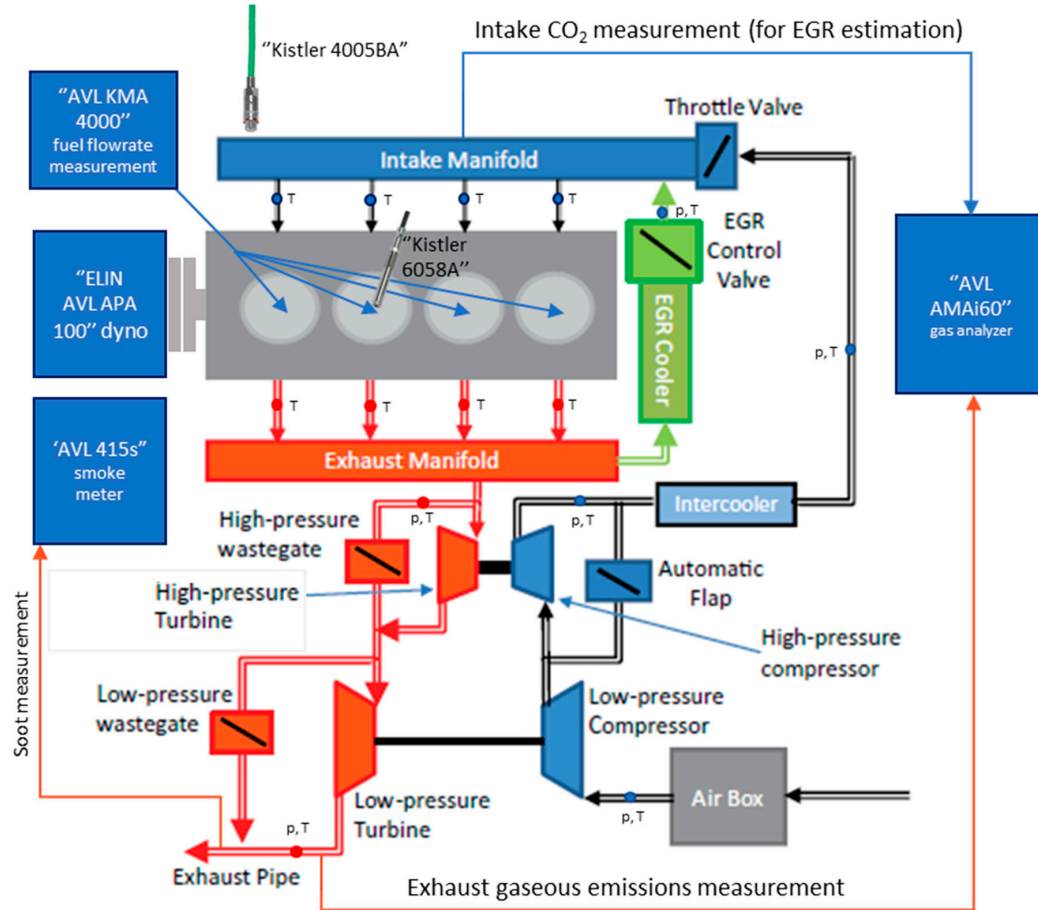 Intake CO₂ measurement (for EGR estimation)
‘’Kistler 4005BA’’
‘’AVL KMA
4000’’
fuel flowrate
measurement
Throttle Valve
Intake Manifold
T
T
T
T
p, T
EGR
Control
Valve
‘’Kistler
6058A’’
‘’ELIN
AVL APA
100’’ dyno
‘’AVL
AMAi60’’
gas analyzer
p, T
EGR Cooler
T
T
T
T
‘AVL 415s’’
smoke
meter
Exhaust Manifold
Intercooler
p, T
p, T
High-pressure
wastegate
Automatic
Flap
High-pressure
Turbine
High-pressure
compressor
Soot measurement
Low-pressure
wastegate
Low-pressure
Compressor
Air Box
p, T
Low-pressure
Turbine
p, T
Exhaust Pipe
Exhaust gaseous emissions measurement